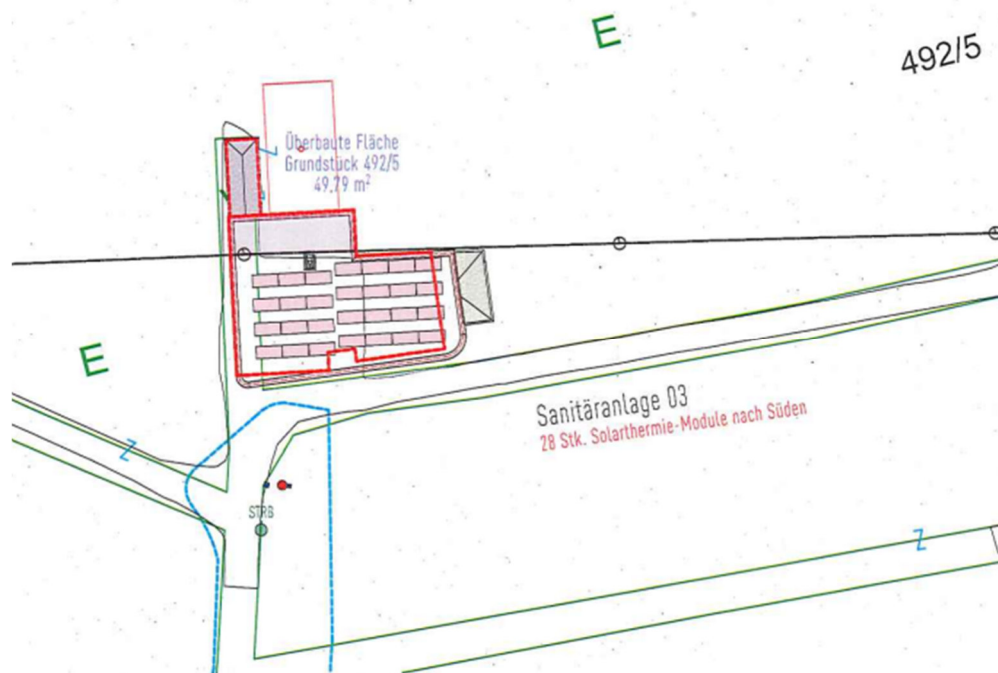 E
492/5
Überbaute Fläche
Grundstück 492/5
49,79 m²
Z
E
Sanitäranlage 03
28 Stk. Solarthermie-Module nach Süden
Z
STRB
Z